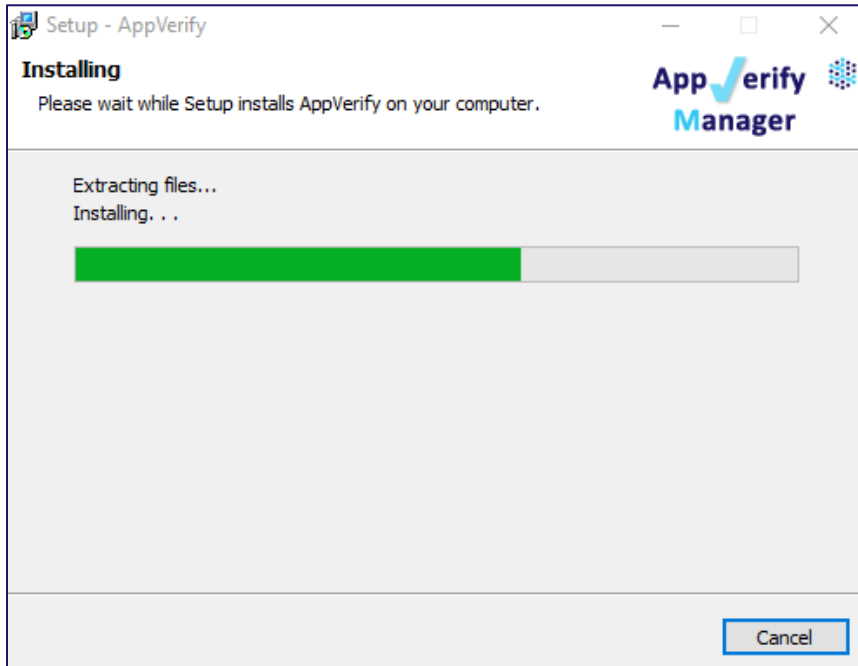 Setup - AppVerify
Installing
Please wait while Setup installs AppVerify on your computer.
App✓erify
Manager
Extracting files...
Installing. . .
Cancel